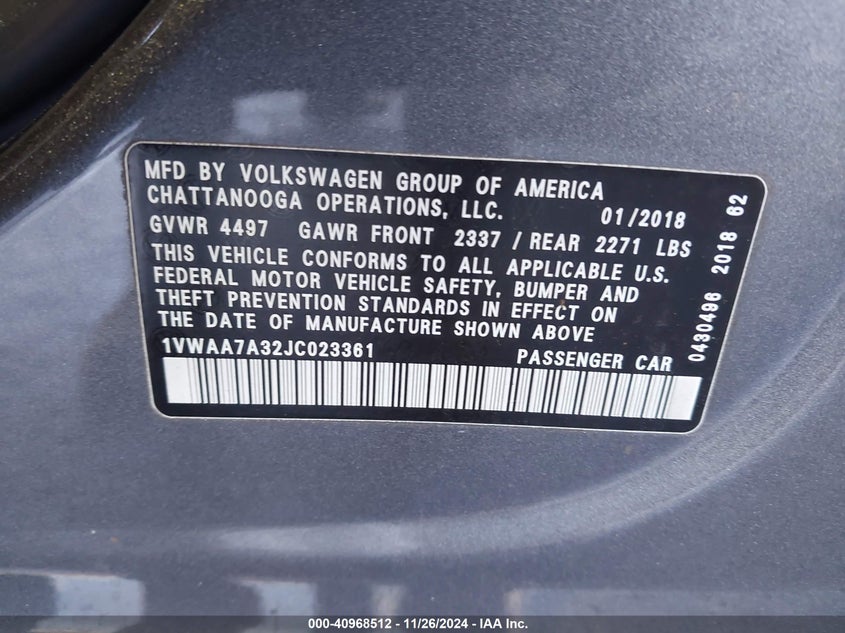 MFD BY VOLKSWAGEN GROUP OF AMERICA
CHATTANOOGA OPERATIONS, LLC. 01/2018
GVWR 4497 GAWR FRONT 2337 / REAR 2271 LBS
THIS VEHICLE CONFORMS TO ALL APPLICABLE U.S.
FEDERAL MOTOR VEHICLE SAFETY, BUMPER AND
THEFT PREVENTION STANDARDS IN EFFECT ON
THE DATE OF MANUFACTURE SHOWN ABOVE
1VWAA7A32JC023361 PASSENGER CAR
0430496 2018 62
000-40968512 - 11/26/2024 - IAA Inc.